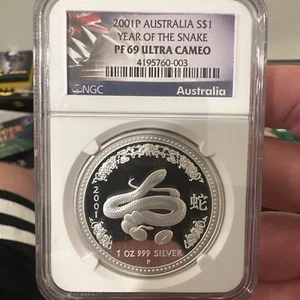 2001P AUSTRALIA S$1
YEAR OF THE SNAKE
PF 69 ULTRA CAMEO
4195760-003
NGC
Australia
2001
蛇
1 OZ 999 SILVER
P